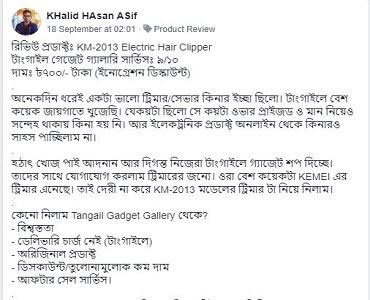 KHalid HAsan ASif
18 September at 02:01 · Product Review
রিভিউ প্রডাক্টঃ KM-2013 Electric Hair Clipper
টাংগাইল গেজেট গ্যালারি সার্ভিসঃ ৯/১০
দামঃ ৮৭০০/- টাকা (ইনোগ্রেশন ডিস্কাউন্ট)
.
অনেকদিন ধরেই একটা ভালো ট্রিমার/সেভার কিনার ইচ্ছা ছিলো। টাংগাইলে বেশ
কয়েক জায়গাতে খুজেছি। যেকয়টা ছিলো সে কয়টা ওভার প্রাইজড ও মান নিয়েও
সন্দেহ থাকায় কিনা হয় নি। আর ইলেকট্রনিক প্রডাক্ট অনলাইন থেকে কিনারও
সাহস পাচ্ছিলাম না।
.
হঠাৎ খোজ পাই আদনান আর দিগন্ত নিজেরা টাংগাইলে গ্যাজেট শপ দিচ্ছে।
তাদের সাথে যোগাযোগ করলাম ট্রিমারের জন্যে। ওরা বেশ কয়েকটা KEMEI এর
ট্রিমার এনেছে। তাই দেরী না করে KM-2013 মডেলের ট্রিমার টা নিয়ে নিলাম।
.
কেনো নিলাম Tangail Gadget Gallery থেকে?
- বিশ্বস্ততা
- ডেলিভারি চার্জ নেই (টাংগাইলে)
- অরিজিনাল প্রডাক্ট
- ডিসকাউন্ট/তুলোনামুলোক কম দাম
- আফটার সেল সার্ভিস।